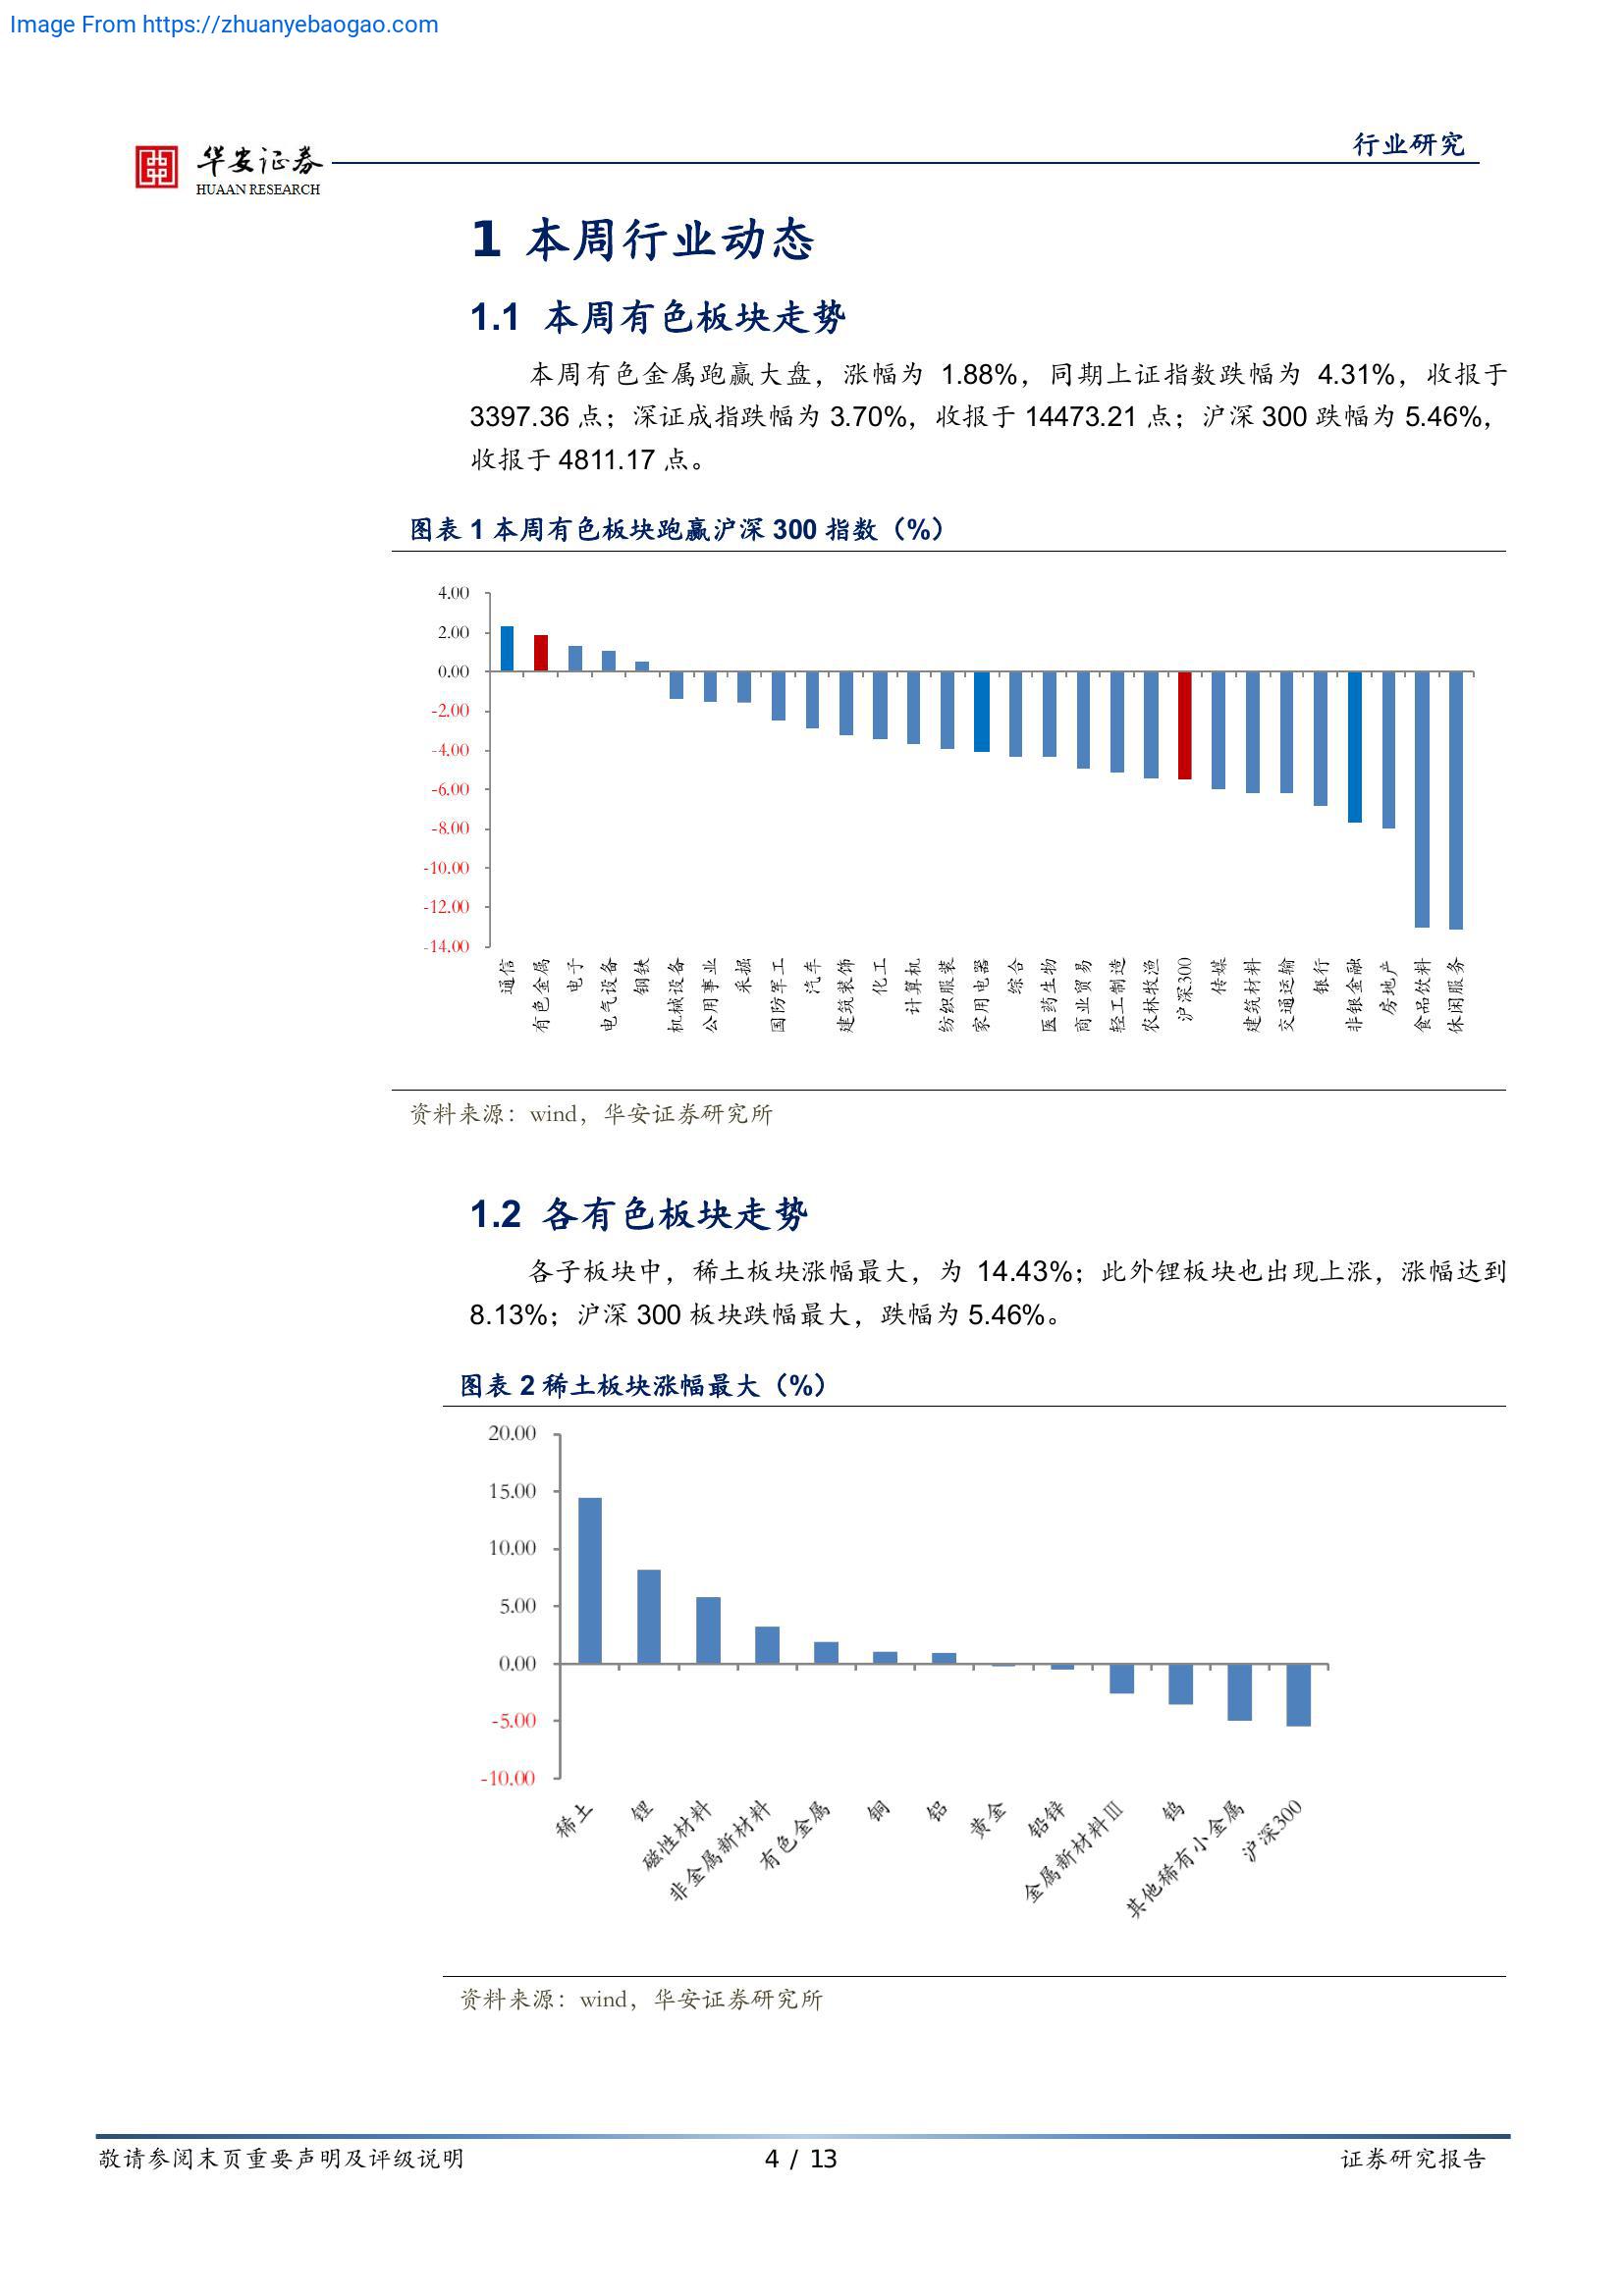 Image From https://zhuanyebaogao.com
华安证券
HUAAN RESEARCH
行业研究
1 本周行业动态
1.1 本周有色板块走势
本周有色金属跑赢大盘，涨幅为 1.88%，同期上证指数跌幅为 4.31%，收报于
3397.36 点；深证成指跌幅为 3.70%，收报于 14473.21 点；沪深 300 跌幅为 5.46%，
收报于 4811.17 点。
图表 1 本周有色板块跑赢沪深 300 指数（%）
4.00
2.00
0.00
-2.00
-4.00
-6.00
-8.00
-10.00
-12.00
-14.00
通信
有色金属
电子
电气设备
钢铁
机械设备
公用事业
采掘
国防军工
汽车
建筑装饰
化工
计算机
纺织服装
家用电器
综合
医药生物
商业贸易
轻工制造
农林牧渔
沪深300
传媒
建筑材料
交通运输
银行
非银金融
房地产
食品饮料
休闲服务
资料来源：wind，华安证券研究所
1.2 各有色板块走势
各子板块中，稀土板块涨幅最大，为 14.43%；此外锂板块也出现上涨，涨幅达到
8.13%；沪深 300 板块跌幅最大，跌幅为 5.46%。
图表 2 稀土板块涨幅最大（%）
20.00
15.00
10.00
5.00
0.00
-5.00
-10.00
稀土
锂
磁性材料
非金属新材料
有色金属
铜
铝
黄金
铅锌
金属新材料Ⅲ
钨
其他稀有小金属
沪深300
资料来源：wind，华安证券研究所
敬请参阅末页重要声明及评级说明
4 / 13
证券研究报告